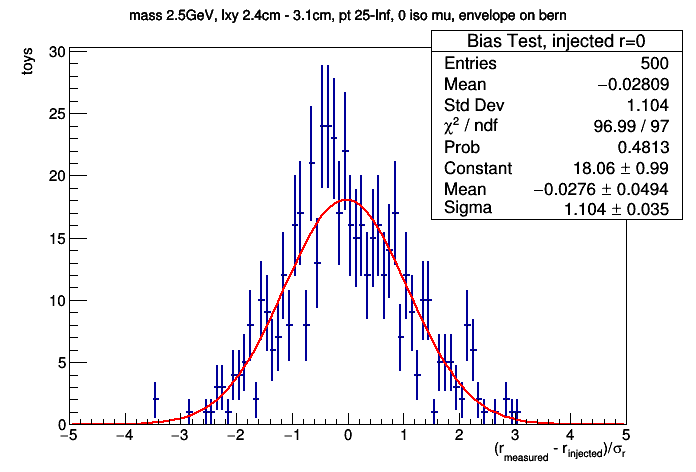 mass 2.5GeV, lxy 2.4cm - 3.1cm, pt 25-Inf, 0 iso mu, envelope on bern
Bias Test, injected r=0
Entries 500
Mean −0.02809
Std Dev 1.104
χ² / ndf 96.99 / 97
Prob 0.4813
Constant 18.06 ± 0.99
Mean −0.0276 ± 0.0494
Sigma 1.104 ± 0.035
toys
30
25
20
15
10
5
0
−5 −4 −3 −2 −1 0 1 2 3 4 5
(r_measured - r_injected)/σ_r